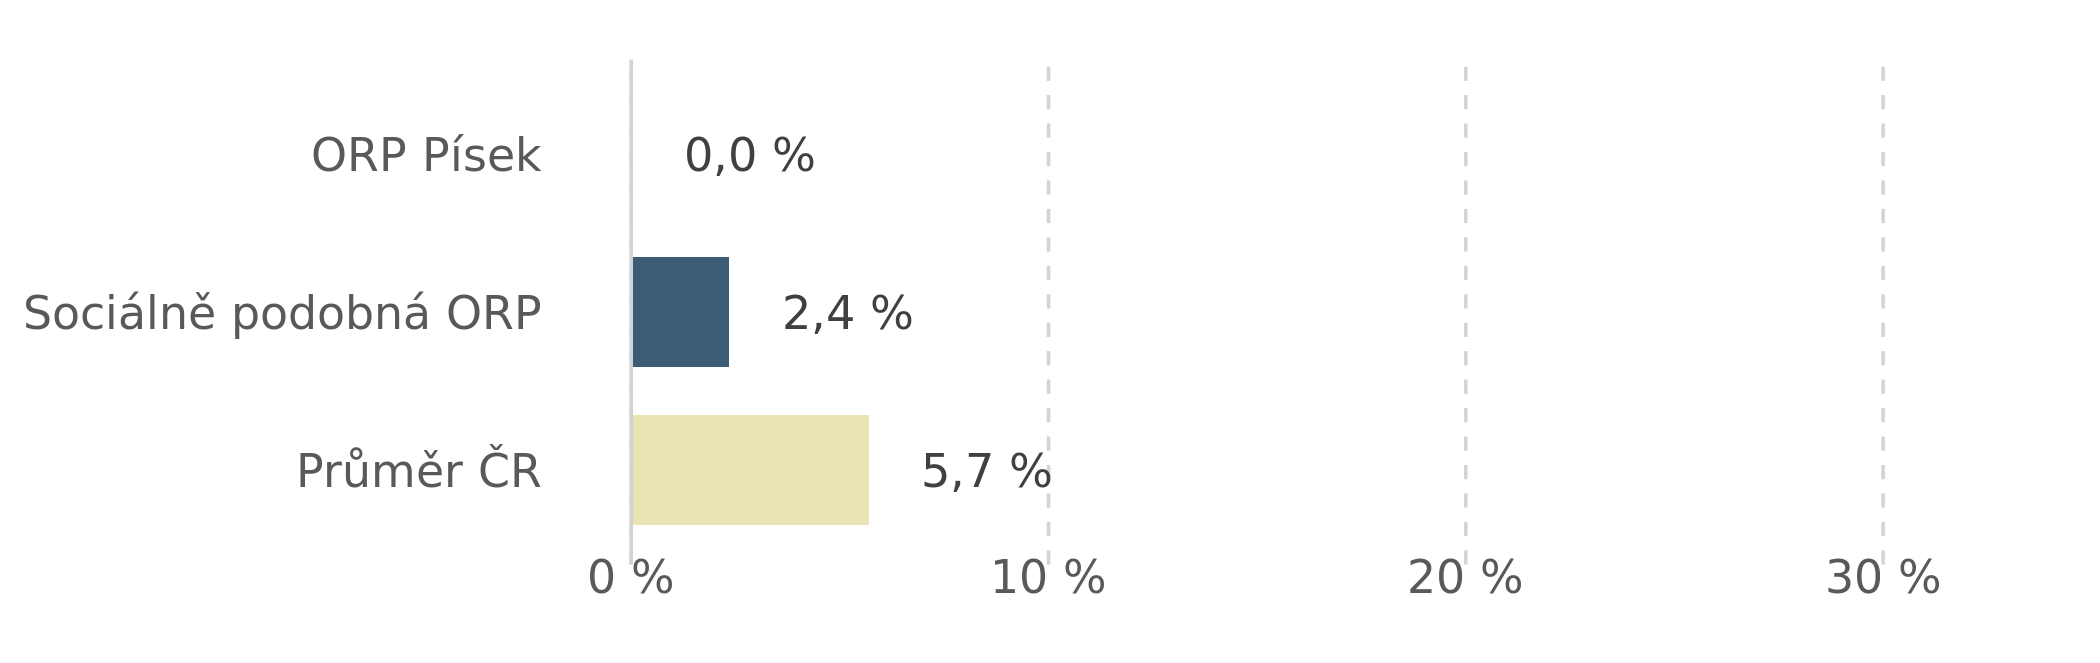 ORP Písek 0,0 %
Sociálně podobná ORP 2,4 %
Průměr ČR 5,7 %
0 % 10 % 20 % 30 %